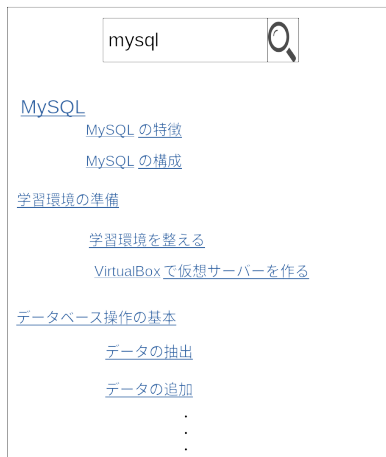 mysql
MySQL
MySQL の特徴
MySQL の構成
学習環境の準備
学習環境を整える
VirtualBox で仮想サーバーを作る
データベース操作の基本
データの抽出
データの追加